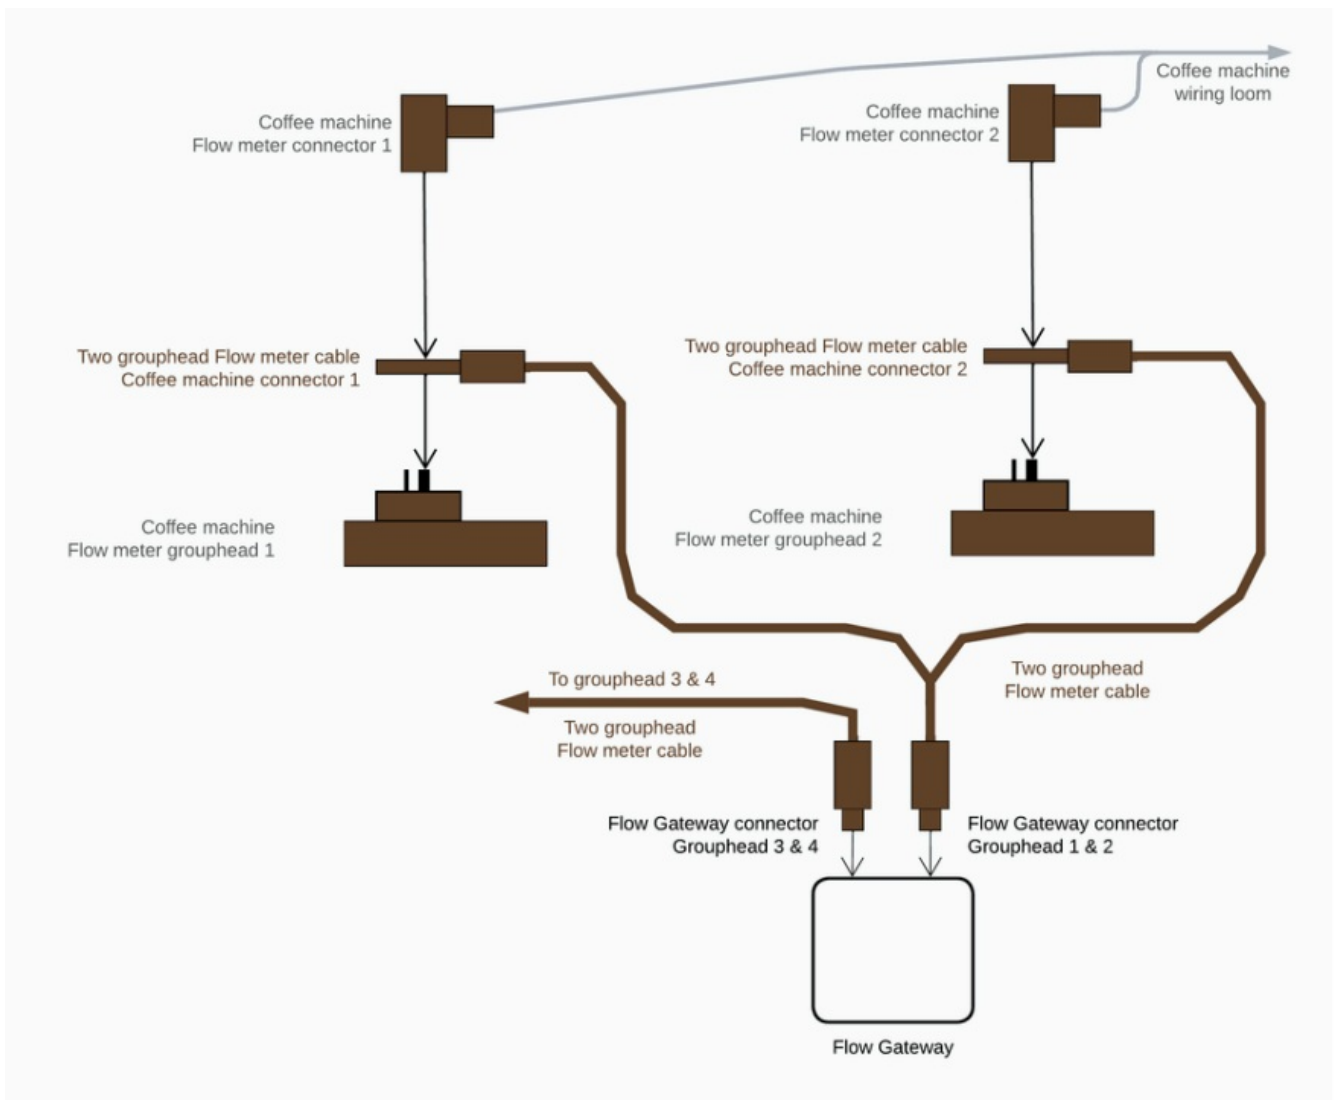 Coffee machine
wiring loom
Coffee machine
Flow meter connector 1
Coffee machine
Flow meter connector 2
Two grouphead Flow meter cable
Coffee machine connector 1
Two grouphead Flow meter cable
Coffee machine connector 2
Coffee machine
Flow meter grouphead 1
Coffee machine
Flow meter grouphead 2
To grouphead 3 & 4
Two grouphead
Flow meter cable
Two grouphead
Flow meter cable
Flow Gateway connector
Grouphead 3 & 4
Flow Gateway connector
Grouphead 1 & 2
Flow Gateway